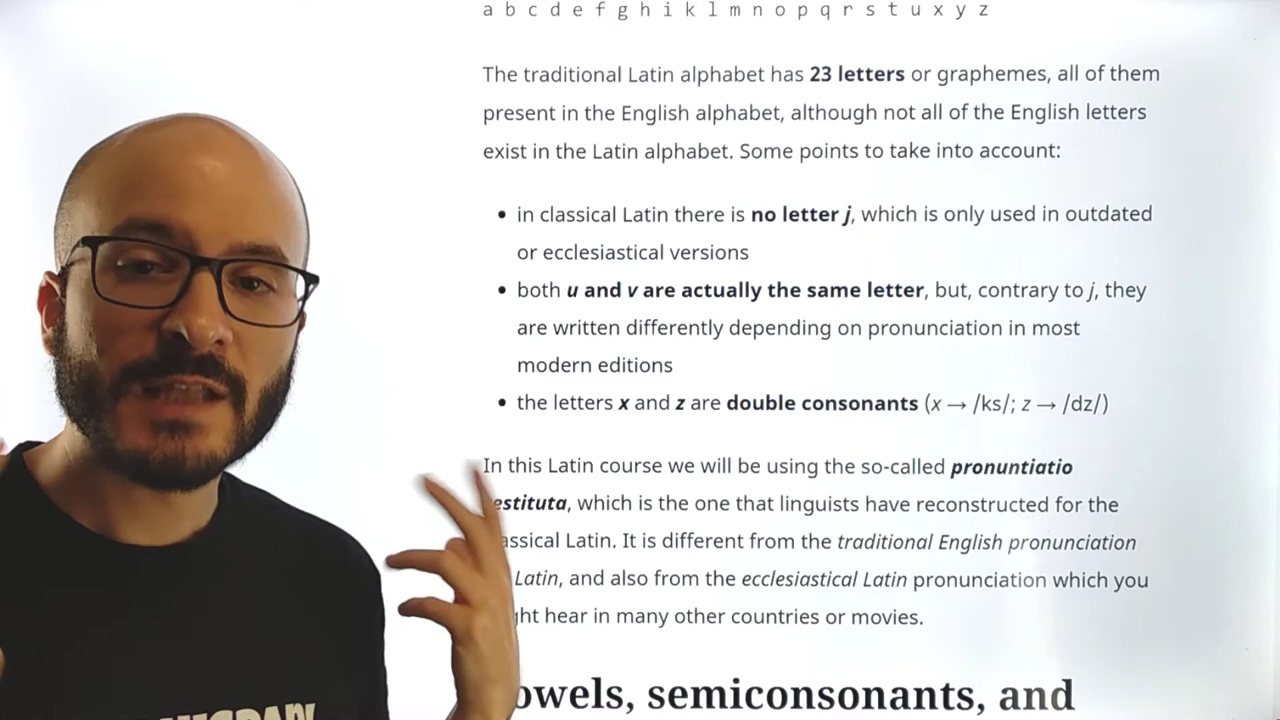 a b c d e f g h i k l m n o p q r s t u x y z
The traditional Latin alphabet has 23 letters or graphemes, all of them
present in the English alphabet, although not all of the English letters
exist in the Latin alphabet. Some points to take into account:
• in classical Latin there is no letter j, which is only used in outdated
or ecclesiastical versions
• both u and v are actually the same letter, but, contrary to j, they
are written differently depending on pronunciation in most
modern editions
• the letters x and z are double consonants (x → /ks/; z → /dz/)
In this Latin course we will be using the so-called pronuntiatio
estituta, which is the one that linguists have reconstructed for the
assical Latin. It is different from the traditional English pronunciation
Latin, and also from the ecclesiastical Latin pronunciation which you
ght hear in many other countries or movies.
owels, semiconsonants, and